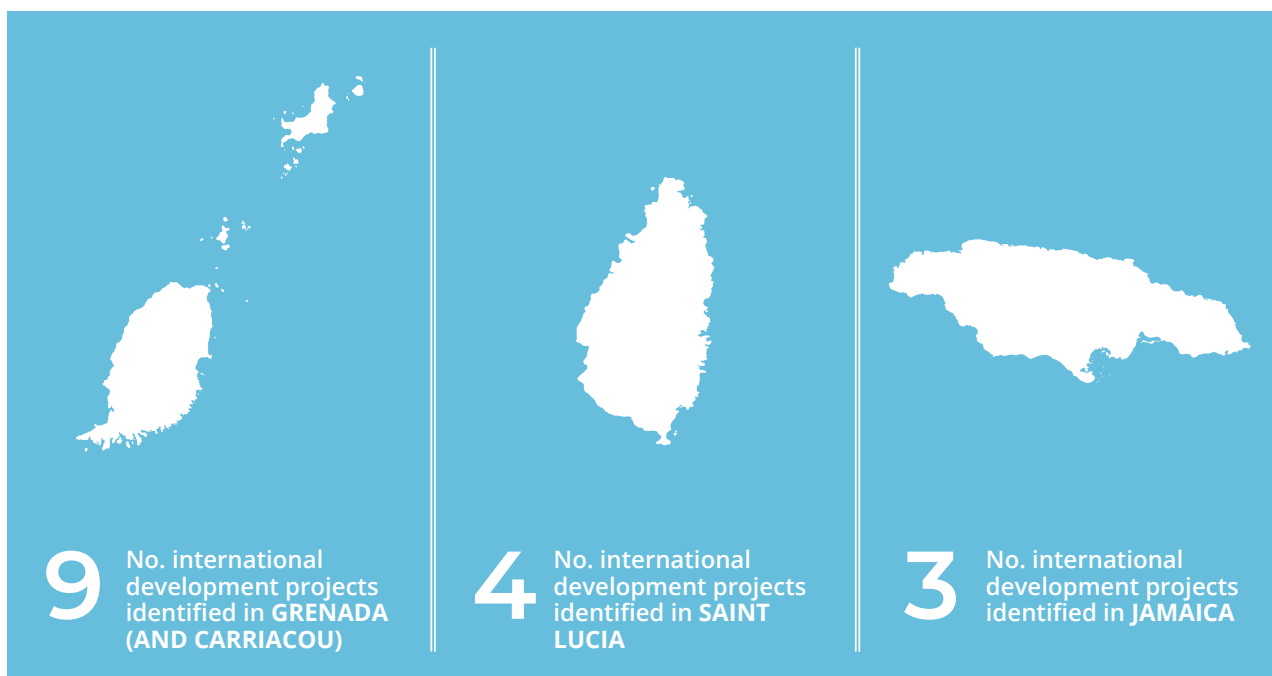 9
No. international
development projects
identified in GRENADA
(AND CARRIACOU)
4
No. international
development projects
identified in SAINT
LUCIA
3
No. international
development projects
identified in JAMAICA